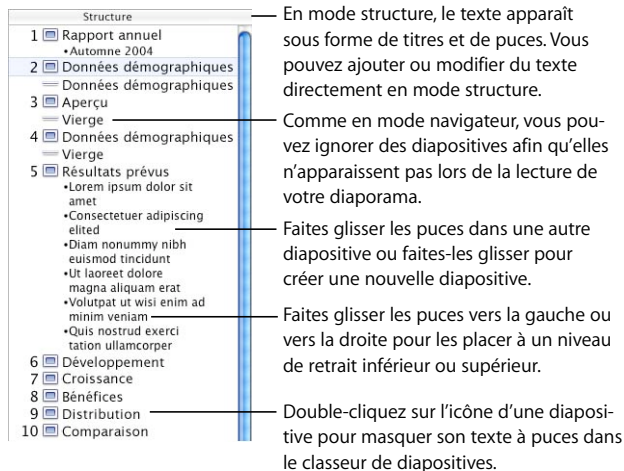 Structure
1 Rapport annuel
•Automne 2004
2 Données démographiques
Données démographiques
3 Aperçu
Vierge
4 Données démographiques
Vierge
5 Résultats prévus
•Lorem ipsum dolor sit
amet
•Consectetuer adipiscing
elited
•Diam nonummy nibh
euismod tincidunt
•Ut laoreet dolore
magna aliquam erat
•Volutpat ut wisi enim ad
minim veniam
•Quis nostrud exerci
tation ullamcorper
6 Développement
7 Croissance
8 Bénéfices
9 Distribution
10 Comparaison
En mode structure, le texte apparaît
sous forme de titres et de puces. Vous
pouvez ajouter ou modifier du texte
directement en mode structure.
Comme en mode navigateur, vous pou-
vez ignorer des diapositives afin qu’elles
n’apparaissent pas lors de la lecture de
votre diaporama.
Faites glisser les puces dans une autre
diapositive ou faites-les glisser pour
créer une nouvelle diapositive.
Faites glisser les puces vers la gauche ou
vers la droite pour les placer à un niveau
de retrait inférieur ou supérieur.
Double-cliquez sur l’icône d’une diaposi-
tive pour masquer son texte à puces dans
le classeur de diapositives.